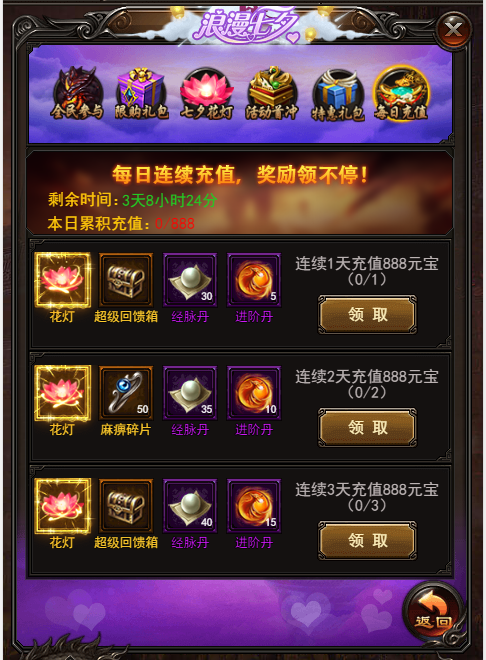 浪漫七夕
全民参与 限购礼包 七夕花灯 活动首冲 特惠礼包 每日充值
每日连续充值，奖励领不停！
剩余时间：3天8小时24分
本日累积充值：0/888
30 5
花灯 超级回馈箱 经脉丹 进阶丹
连续1天充值888元宝
（0/1）
领 取
50 35 10
花灯 麻痹碎片 经脉丹 进阶丹
连续2天充值888元宝
（0/2）
领 取
40 15
花灯 超级回馈箱 经脉丹 进阶丹
连续3天充值888元宝
（0/3）
领 取
返回